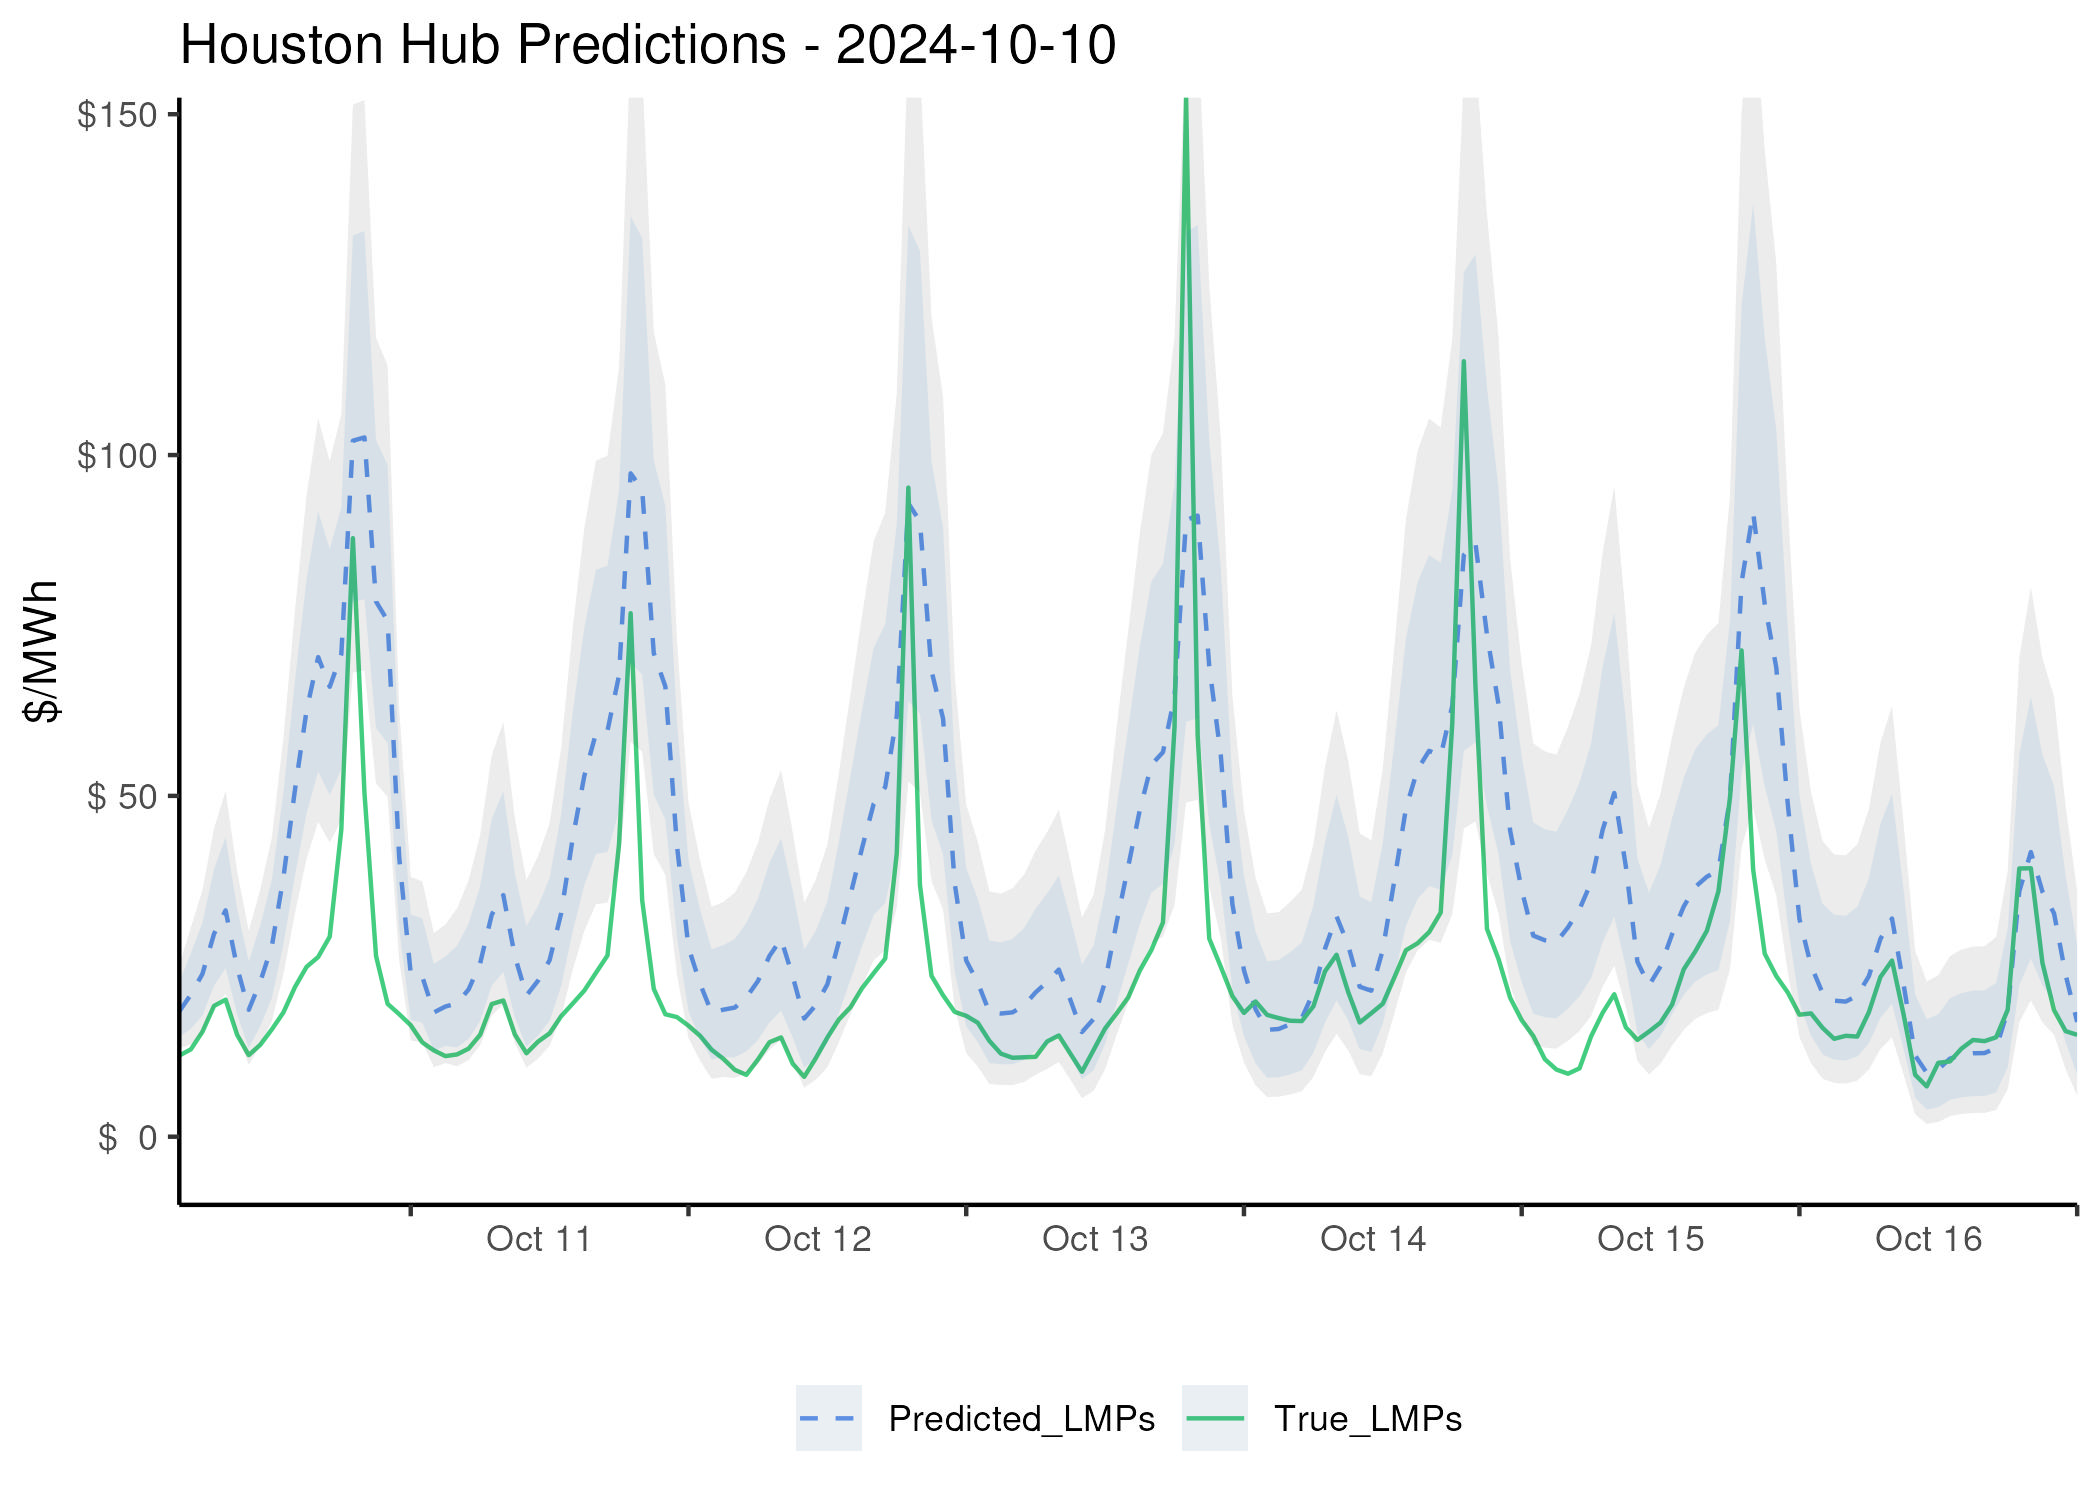 Houston Hub Predictions - 2024-10-10
$150
$100
$ 50
$ 0
$/MWh
Oct 11 Oct 12 Oct 13 Oct 14 Oct 15 Oct 16
Predicted_LMPs True_LMPs